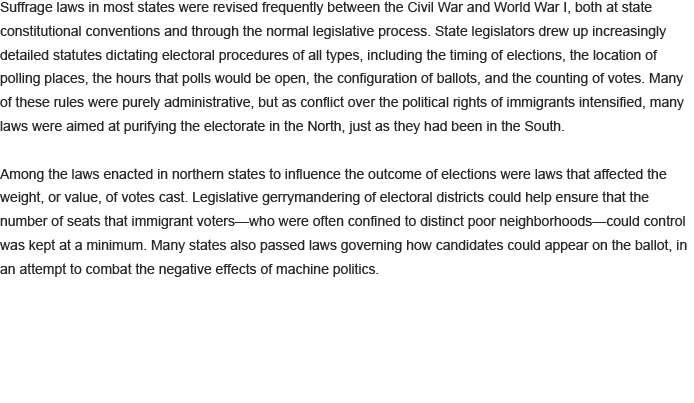 Suffrage laws in most states were revised frequently between the Civil War and World War I, both at state
constitutional conventions and through the normal legislative process. State legislators drew up increasingly
detailed statutes dictating electoral procedures of all types, including the timing of elections, the location of
polling places, the hours that polls would be open, the configuration of ballots, and the counting of votes. Many
of these rules were purely administrative, but as conflict over the political rights of immigrants intensified, many
laws were aimed at purifying the electorate in the North, just as they had been in the South.

Among the laws enacted in northern states to influence the outcome of elections were laws that affected the
weight, or value, of votes cast. Legislative gerrymandering of electoral districts could help ensure that the
number of seats that immigrant voters—who were often confined to distinct poor neighborhoods—could control
was kept at a minimum. Many states also passed laws governing how candidates could appear on the ballot, in
an attempt to combat the negative effects of machine politics.